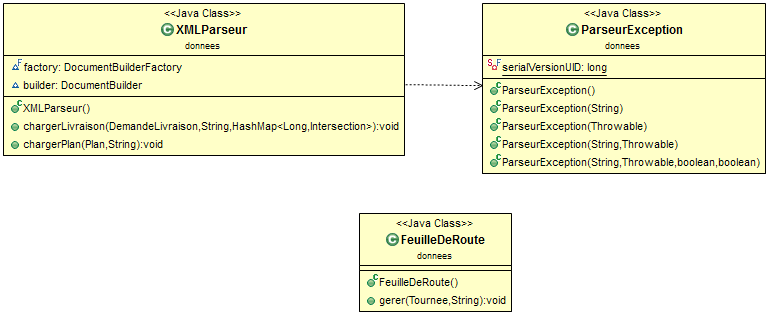 <<Java Class>>
XMLParseur
donnees
factory: DocumentBuilderFactory
builder: DocumentBuilder
XMLParseur()
chargerLivraison(DemandeLivraison,String,HashMap<Long,Intersection>):void
chargerPlan(Plan,String):void
<<Java Class>>
ParseurException
donnees
serialVersionUID: long
ParseurException()
ParseurException(String)
ParseurException(Throwable)
ParseurException(String,Throwable)
ParseurException(String,Throwable,boolean,boolean)
<<Java Class>>
FeuilleDeRoute
donnees
FeuilleDeRoute()
gerer(Tournee,String):void